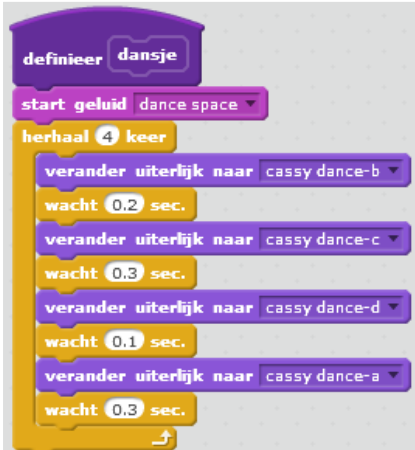 definieer dansje
start geluid dance space
herhaal 4 keer
verander uiterlijk naar cassy dance-b
wacht 0.2 sec.
verander uiterlijk naar cassy dance-c
wacht 0.3 sec.
verander uiterlijk naar cassy dance-d
wacht 0.1 sec.
verander uiterlijk naar cassy dance-a
wacht 0.3 sec.